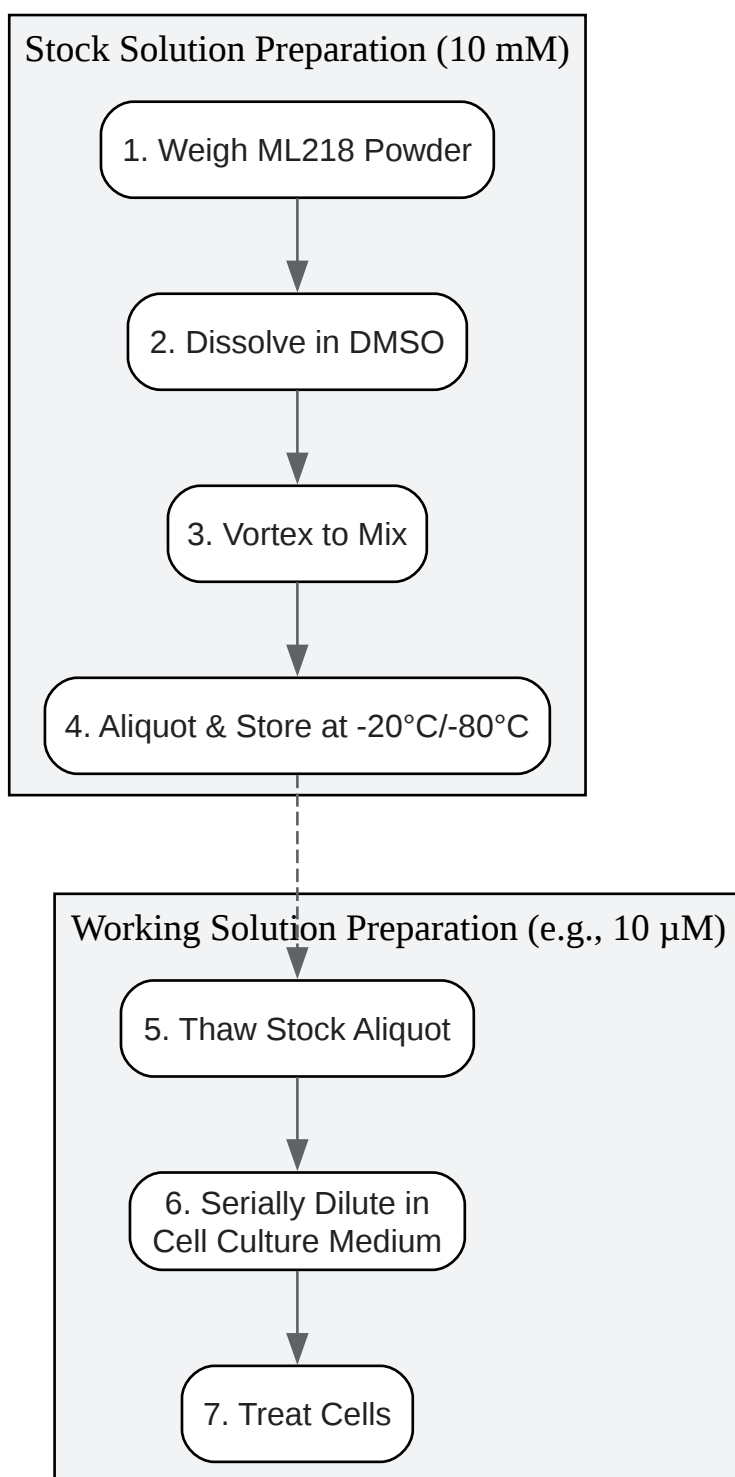 Stock Solution Preparation (10 mM)
1. Weigh ML218 Powder
2. Dissolve in DMSO
3. Vortex to Mix
4. Aliquot & Store at -20°C/-80°C
Working Solution Preparation (e.g., 10 µM)
5. Thaw Stock Aliquot
6. Serially Dilute in
Cell Culture Medium
7. Treat Cells